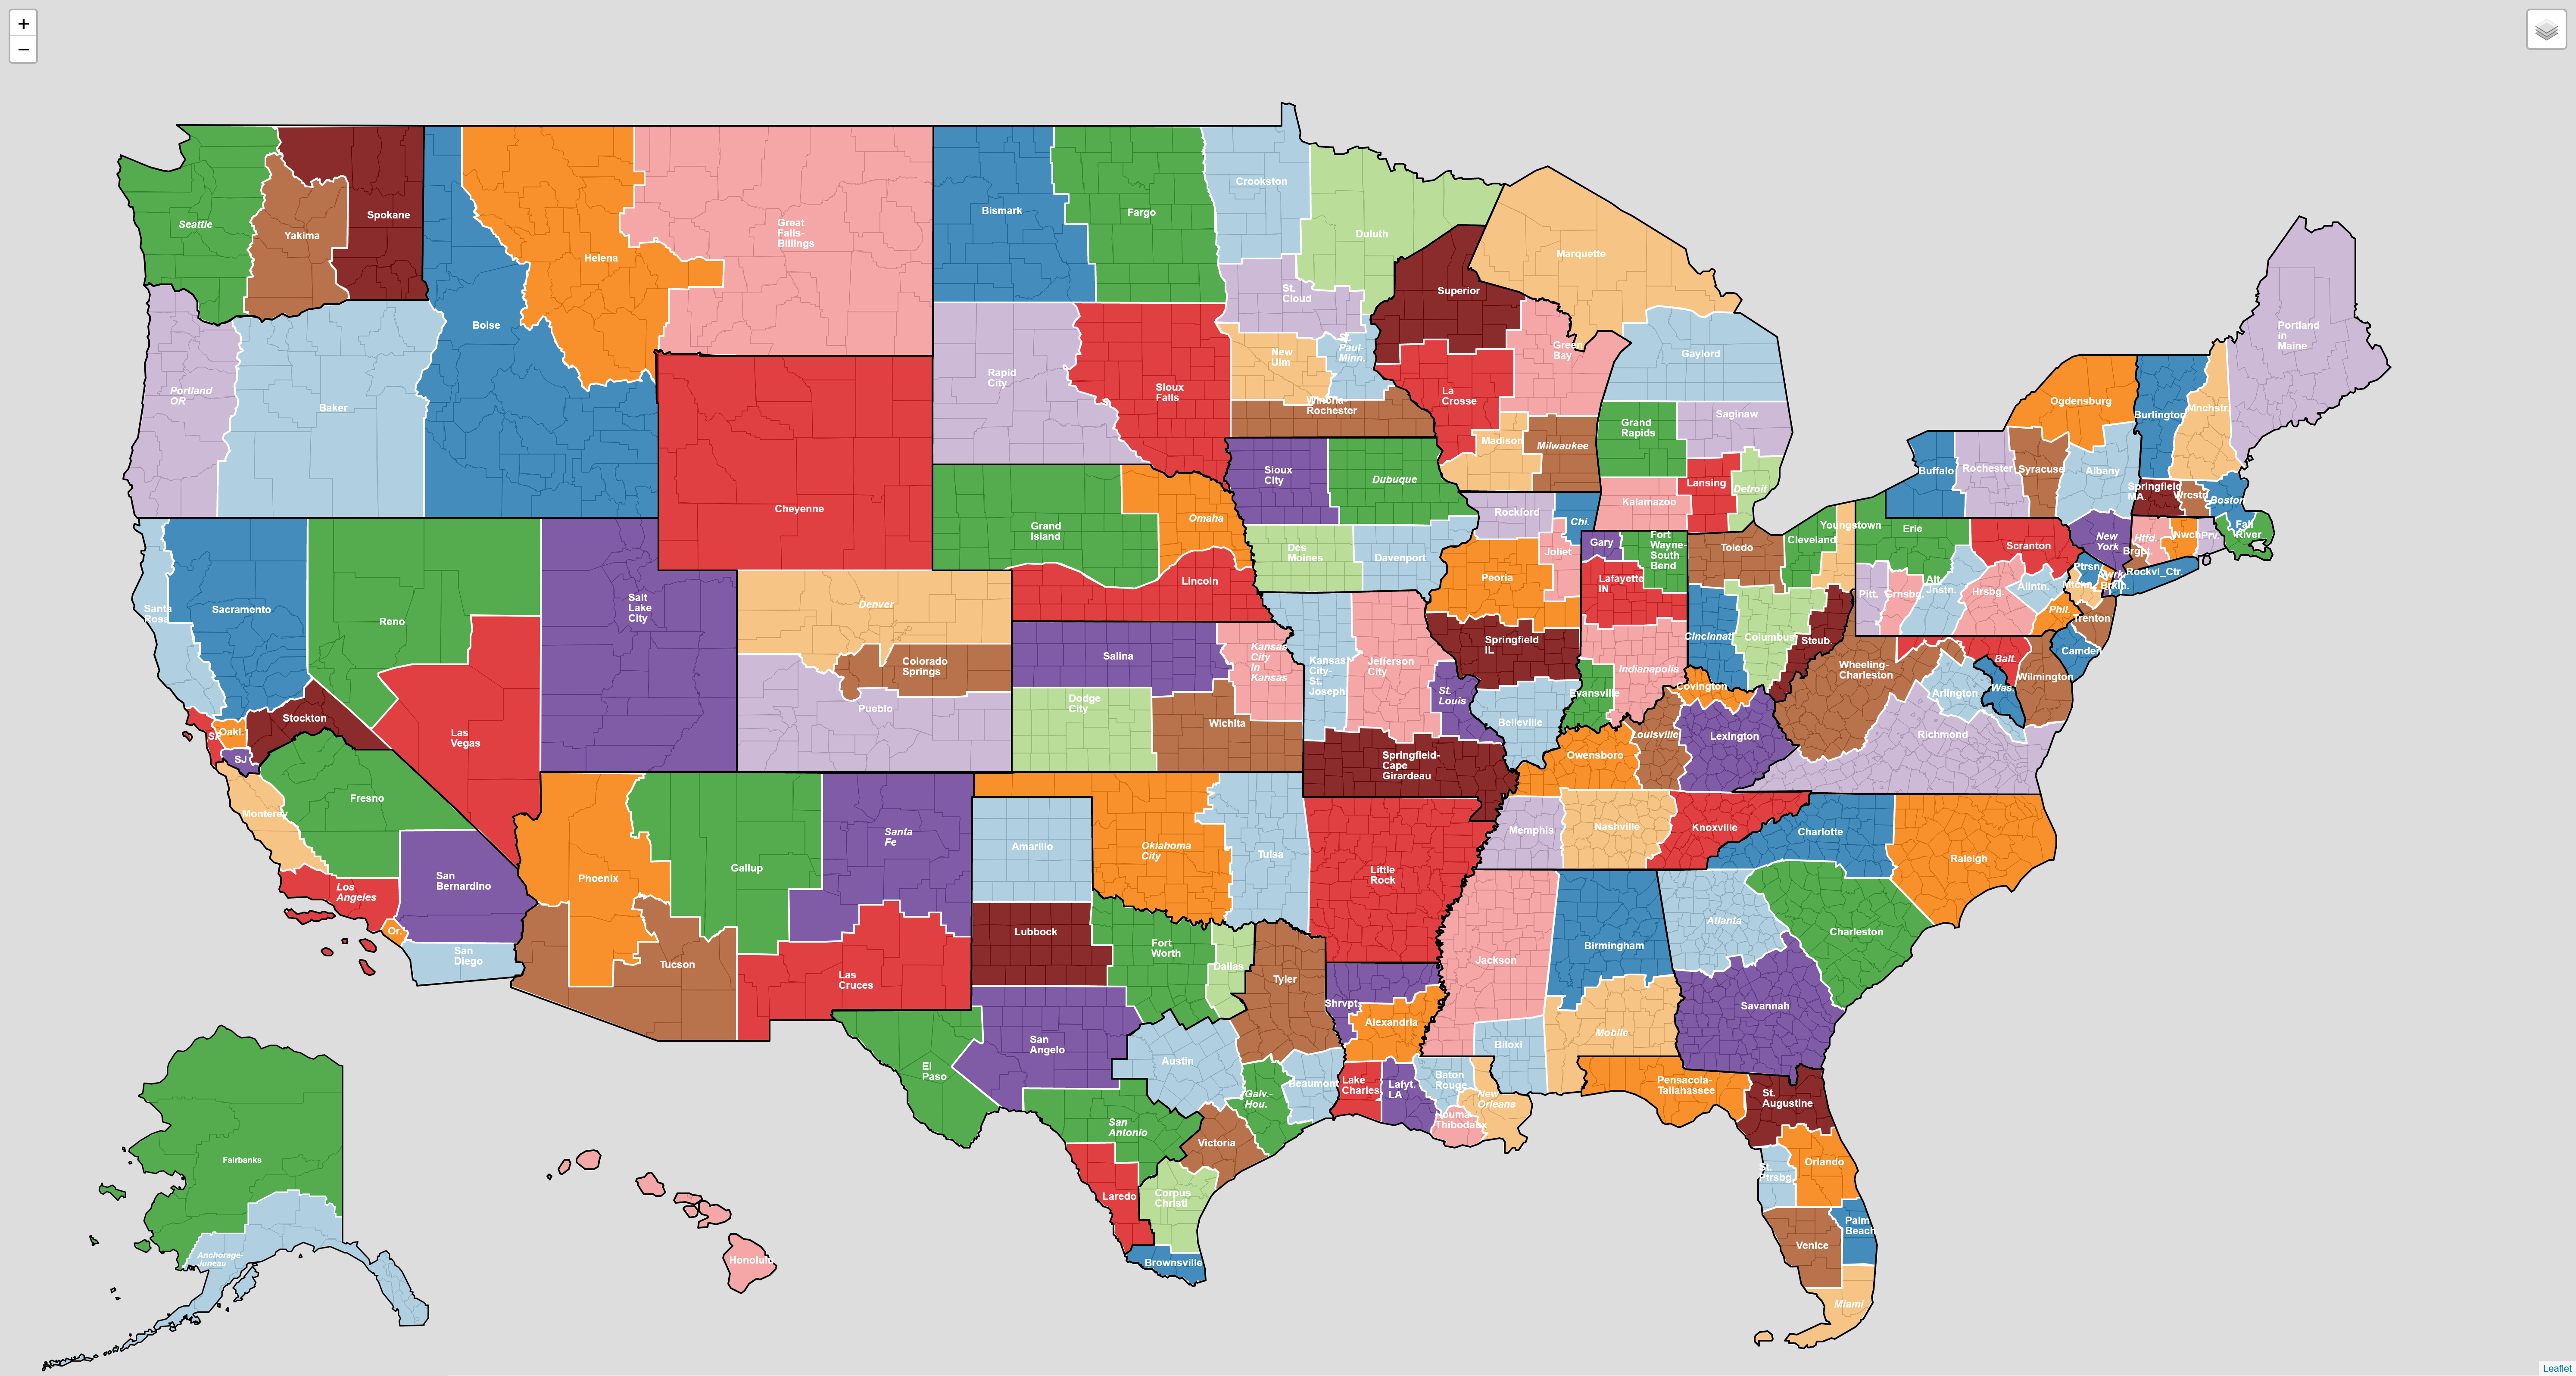 +
−
Seattle
Yakima
Spokane
Helena
Great
Falls-
Billings
Bismark
Fargo
Crookston
Duluth
Marquette
Superior
Boise
Portland
OR
Baker
Rapid
City
Sioux
Falls
St.
Cloud
New
Ulm
Paul-
Minn.
Rochester
La
Crosse
Green
Bay
Gaylord
Saginaw
Grand
Rapids
Madison
Milwaukee
Lansing
Detroit
Kalamazoo
Portland
in
Maine
Ogdensburg
Burlington
Mnchstr.
Buffalo
Rochester
Syracuse
Albany
Springfield
MA.
Wrcstr.
Boston
Fall
River
Htfd.
Nwch
Prv.
Brgpt.
New
York
Rockvl_Ctr.
Brkln.
Ptrsn.
Cheyenne
Grand
Island
Omaha
Lincoln
Sioux
City
Dubuque
Des
Moines
Davenport
Rockford
Chi.
Joliet
Peoria
Gary
Fort
Wayne-
South
Bend
Lafayette
IN
Toledo
Cleveland
Youngstown
Erie
Scranton
Pitt.
Grnsbg.
Alt.
Jnstn.
Hrsbg.
Allntn.
Phil.
Trenton
Camden
Santa
Rosa
Sacramento
Reno
Salt
Lake
City
Denver
Colorado
Springs
Pueblo
Salina
Dodge
City
Wichita
Kansas
City
in
Kansas
Kansas
City-
St.
Joseph
Jefferson
City
St.
Louis
Springfield
IL
Belleville
Evansville
Indianapolis
Cincinnati
Columbus
Steub.
Covington
Wheeling-
Charleston
Balt.
Was.
Wilmington
Arlington
Richmond
Stockton
Oakl.
SF
SJ
Las
Vegas
Fresno
Monterey
Los
Angeles
San
Bernardino
Or.
San
Diego
Phoenix
Gallup
Santa
Fe
Tucson
Las
Cruces
Amarillo
Oklahoma
City
Tulsa
Springfield-
Cape
Girardeau
Little
Rock
Owensboro
Louisville
Lexington
Memphis
Nashville
Knoxville
Charlotte
Raleigh
Lubbock
Fort
Worth
Dallas
Tyler
Jackson
Birmingham
Atlanta
Charleston
Savannah
Mobile
Biloxi
Shrvpt.
Alexandria
El
Paso
San
Angelo
Austin
Galv.-
Hou.
Beaumont
Lake
Charles
Lafyt.
LA
Baton
Rouge
New
Orleans
Houma
Thibodaux
Pensacola-
Tallahassee
St.
Augustine
Orlando
St.
Ptrsbg.
Palm
Beach
Venice
Miami
San
Antonio
Victoria
Laredo
Corpus
Christi
Brownsville
Fairbanks
Anchorage-
Juneau
Honolulu
Leaflet